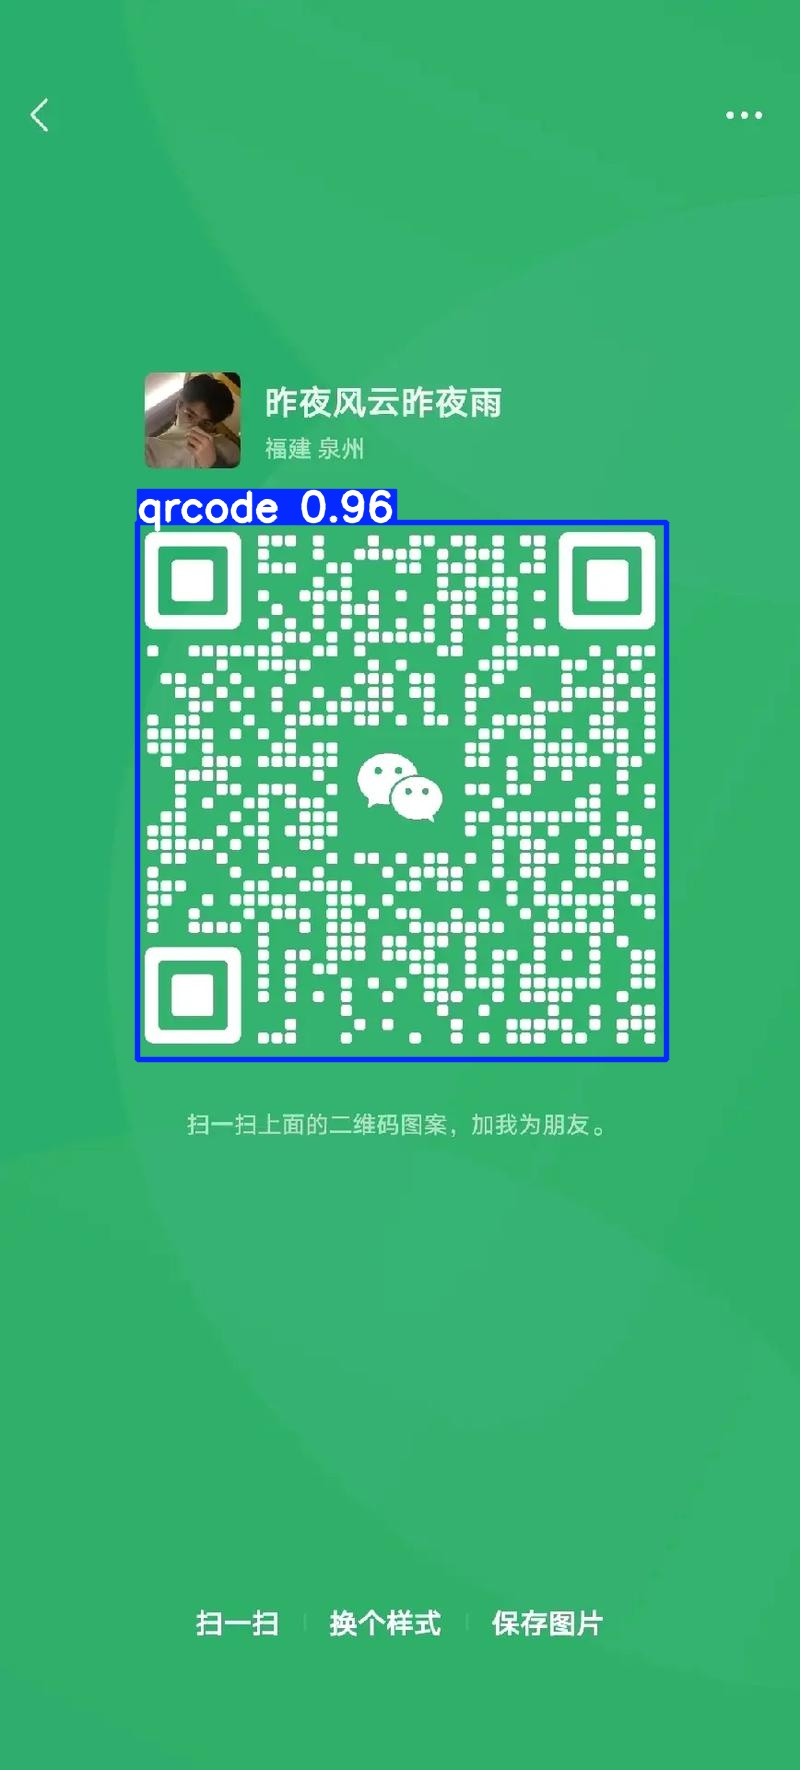 昨夜风云昨夜雨
福建 泉州
qrcode 0.96
扫一扫上面的二维码图案，加我为朋友。
扫一扫 换个样式 保存图片